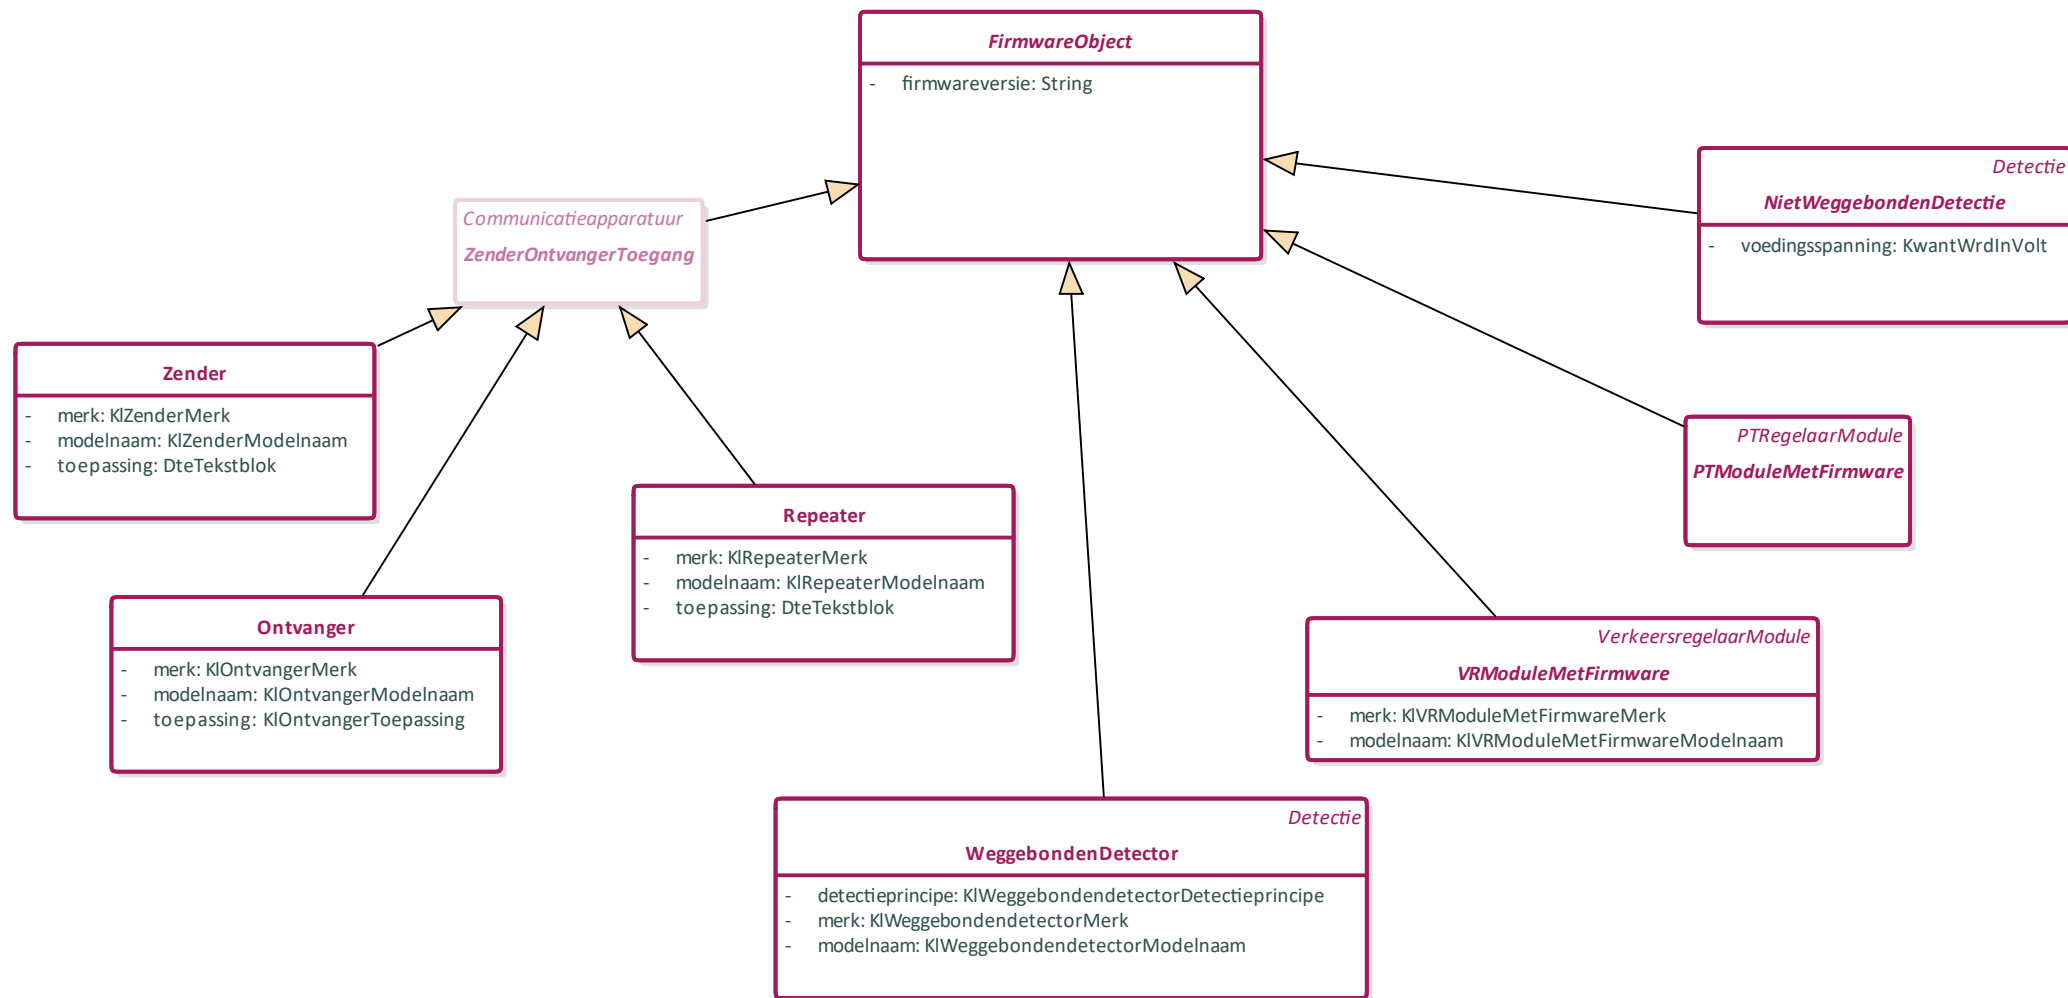 FirmwareObject
- firmwareversie: String
Detectie
NietWeggebondenDetectie
- voedingsspanning: KwantWrdInVolt
Communicatieapparatuur
ZenderOntvangerToegang
Zender
- merk: KlZenderMerk
- modelnaam: KlZenderModelnaam
- toepassing: DteTekstblok
PTRegelaarModule
PTModuleMetFirmware
Repeater
- merk: KlRepeaterMerk
- modelnaam: KlRepeaterModelnaam
- toepassing: DteTekstblok
Ontvanger
- merk: KlOntvangerMerk
- modelnaam: KlOntvangerModelnaam
- toepassing: KlOntvangerToepassing
VerkeersregelaarModule
VRModuleMetFirmware
- merk: KlVRModuleMetFirmwareMerk
- modelnaam: KlVRModuleMetFirmwareModelnaam
Detectie
WeggebondenDetector
- detectieprincipe: KlWeggebondendetectorDetectieprincipe
- merk: KlWeggebondendetectorMerk
- modelnaam: KlWeggebondendetectorModelnaam